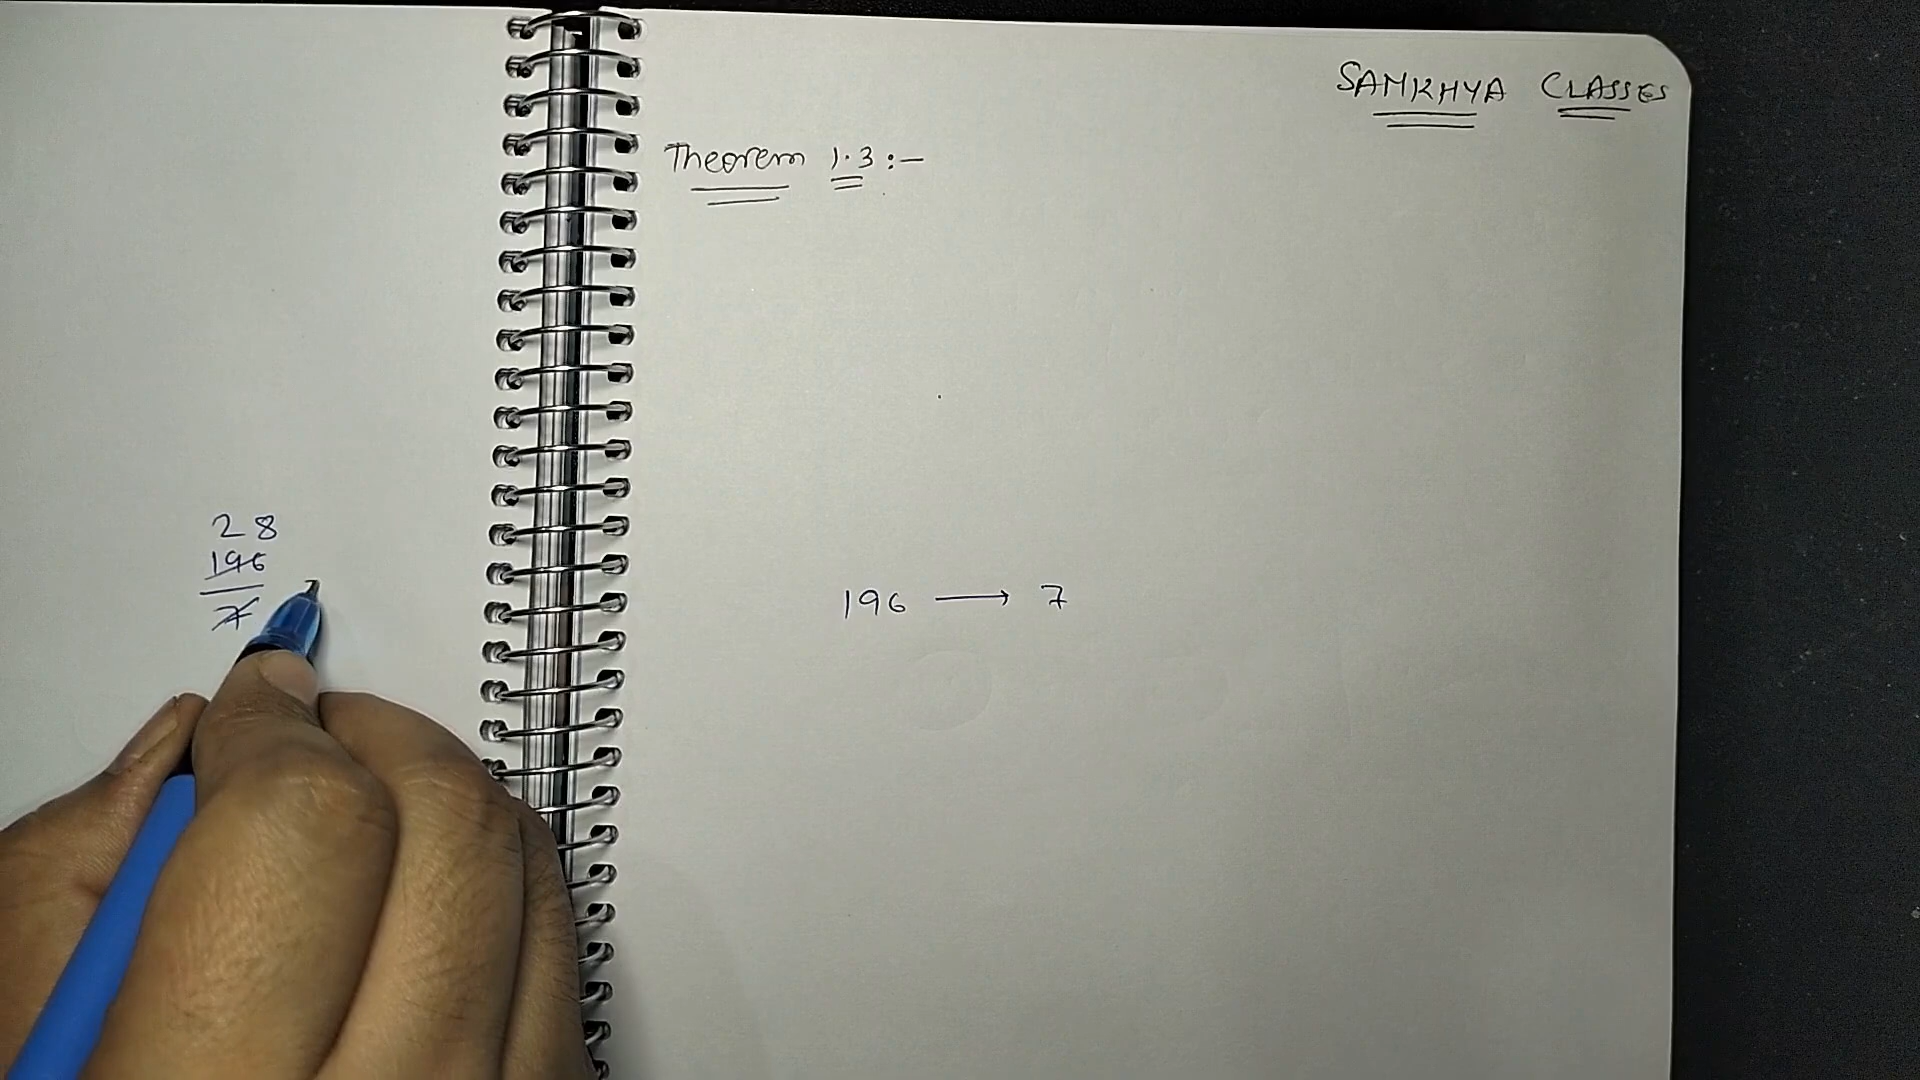 SAMKHYA CLASSES
Theorem 1.3 :-
28
196
7
196 → 7